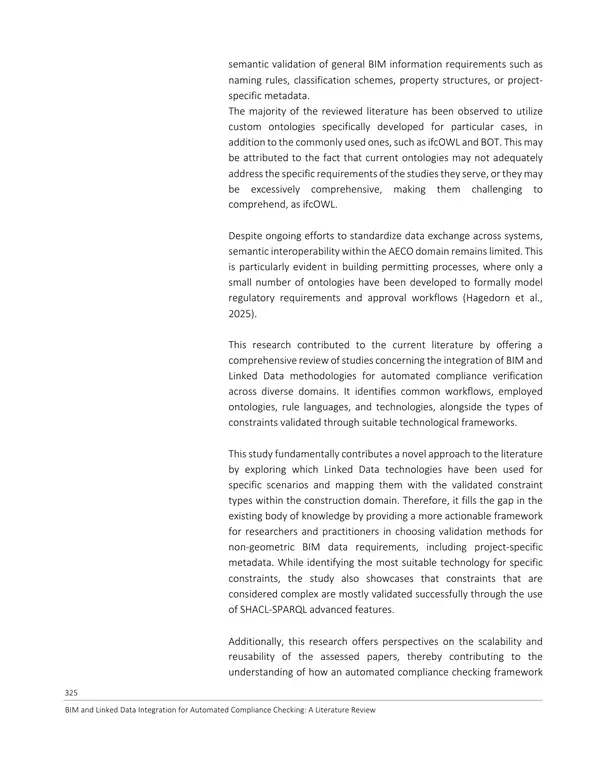 semantic validation of general BIM information requirements such as
naming rules, classification schemes, property structures, or project-
specific metadata.
The majority of the reviewed literature has been observed to utilize
custom ontologies specifically developed for particular cases, in
addition to the commonly used ones, such as ifcOWL and BOT. This may
be attributed to the fact that current ontologies may not adequately
address the specific requirements of the studies they serve, or they may
be excessively comprehensive, making them challenging to
comprehend, as ifcOWL.
Despite ongoing efforts to standardize data exchange across systems,
semantic interoperability within the AECO domain remains limited. This
is particularly evident in building permitting processes, where only a
small number of ontologies have been developed to formally model
regulatory requirements and approval workflows (Hagedorn et al.,
2025).
This research contributed to the current literature by offering a
comprehensive review of studies concerning the integration of BIM and
Linked Data methodologies for automated compliance verification
across diverse domains. It identifies common workflows, employed
ontologies, rule languages, and technologies, alongside the types of
constraints validated through suitable technological frameworks.
This study fundamentally contributes a novel approach to the literature
by exploring which Linked Data technologies have been used for
specific scenarios and mapping them with the validated constraint
types within the construction domain. Therefore, it fills the gap in the
existing body of knowledge by providing a more actionable framework
for researchers and practitioners in choosing validation methods for
non-geometric BIM data requirements, including project-specific
metadata. While identifying the most suitable technology for specific
constraints, the study also showcases that constraints that are
considered complex are mostly validated successfully through the use
of SHACL-SPARQL advanced features.
Additionally, this research offers perspectives on the scalability and
reusability of the assessed papers, thereby contributing to the
understanding of how an automated compliance checking framework
325
BIM and Linked Data Integration for Automated Compliance Checking: A Literature Review